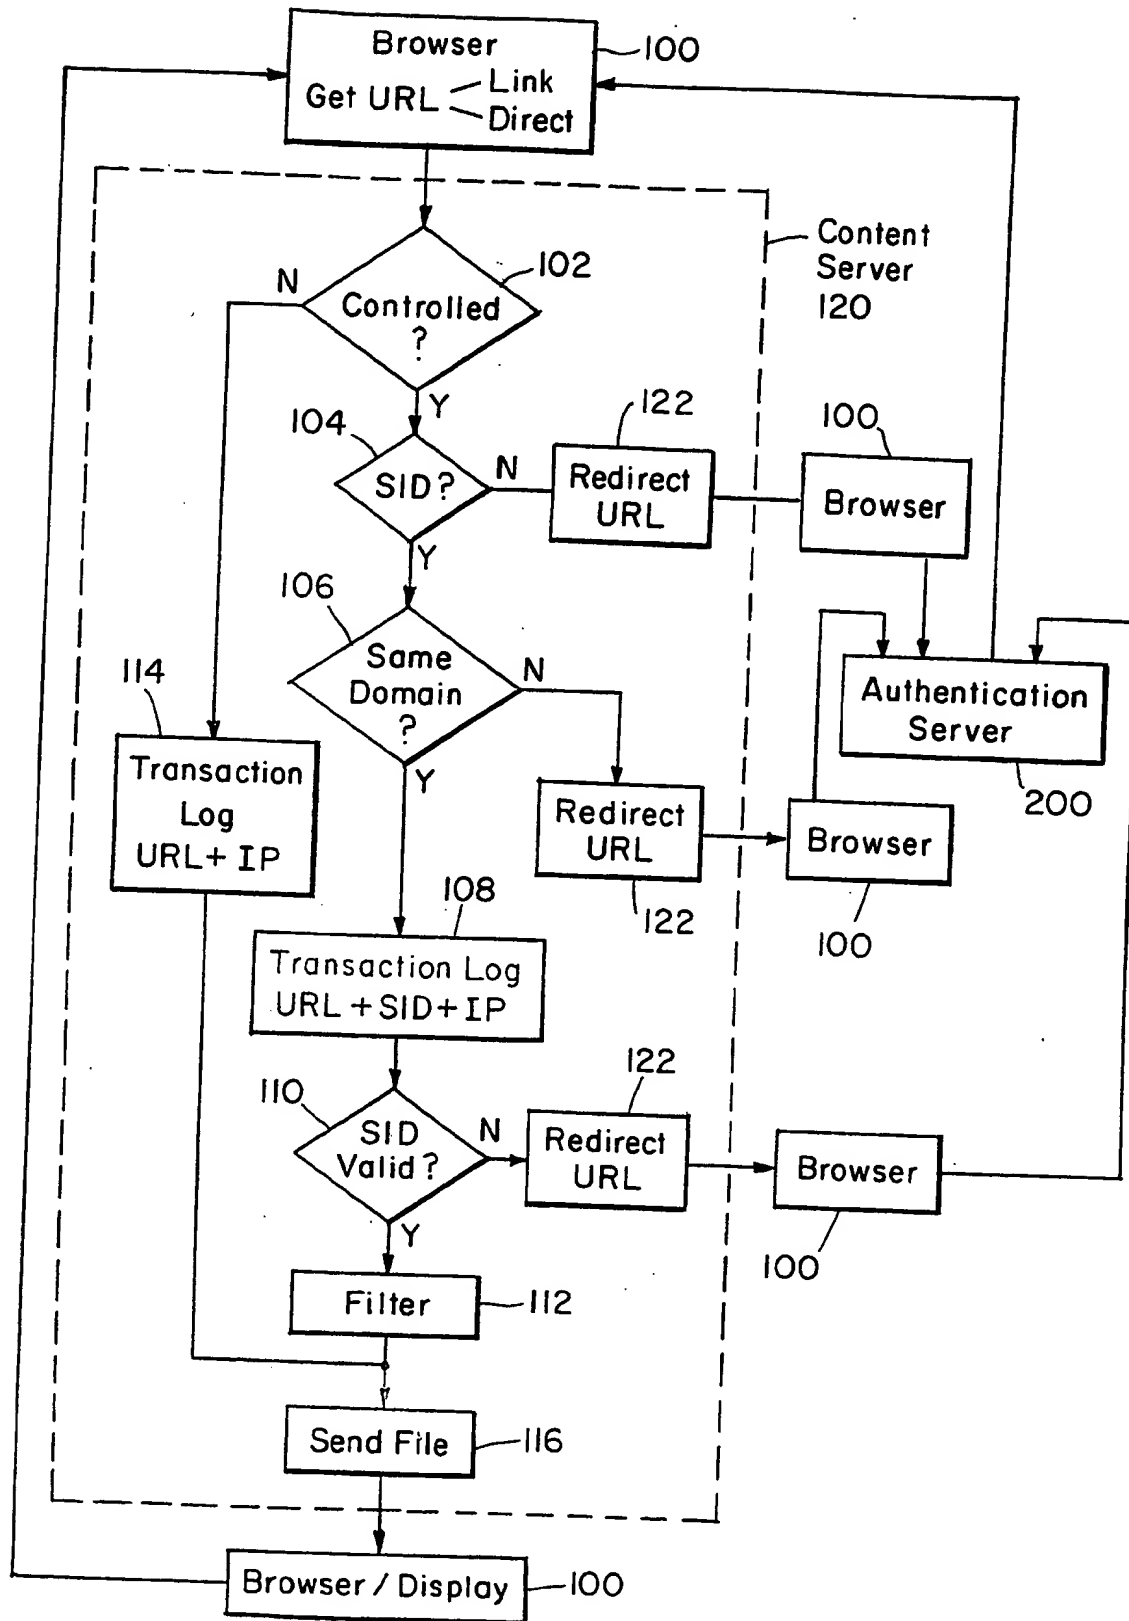 Browser
100
Get URL
Link
Direct
Content
Server
120
N
102
Controlled
?
Y
104
SID?
N
122
Redirect
URL
100
Browser
Y
106
Same
Domain
?
N
114
Authentication
Server
200
Transaction
Log
URL + IP
Y
Redirect
URL
122
Browser
100
108
Transaction Log
URL + SID + IP
110
SID
Valid?
N
122
Redirect
URL
Browser
100
Y
Filter
112
Send File
116
Browser / Display
100